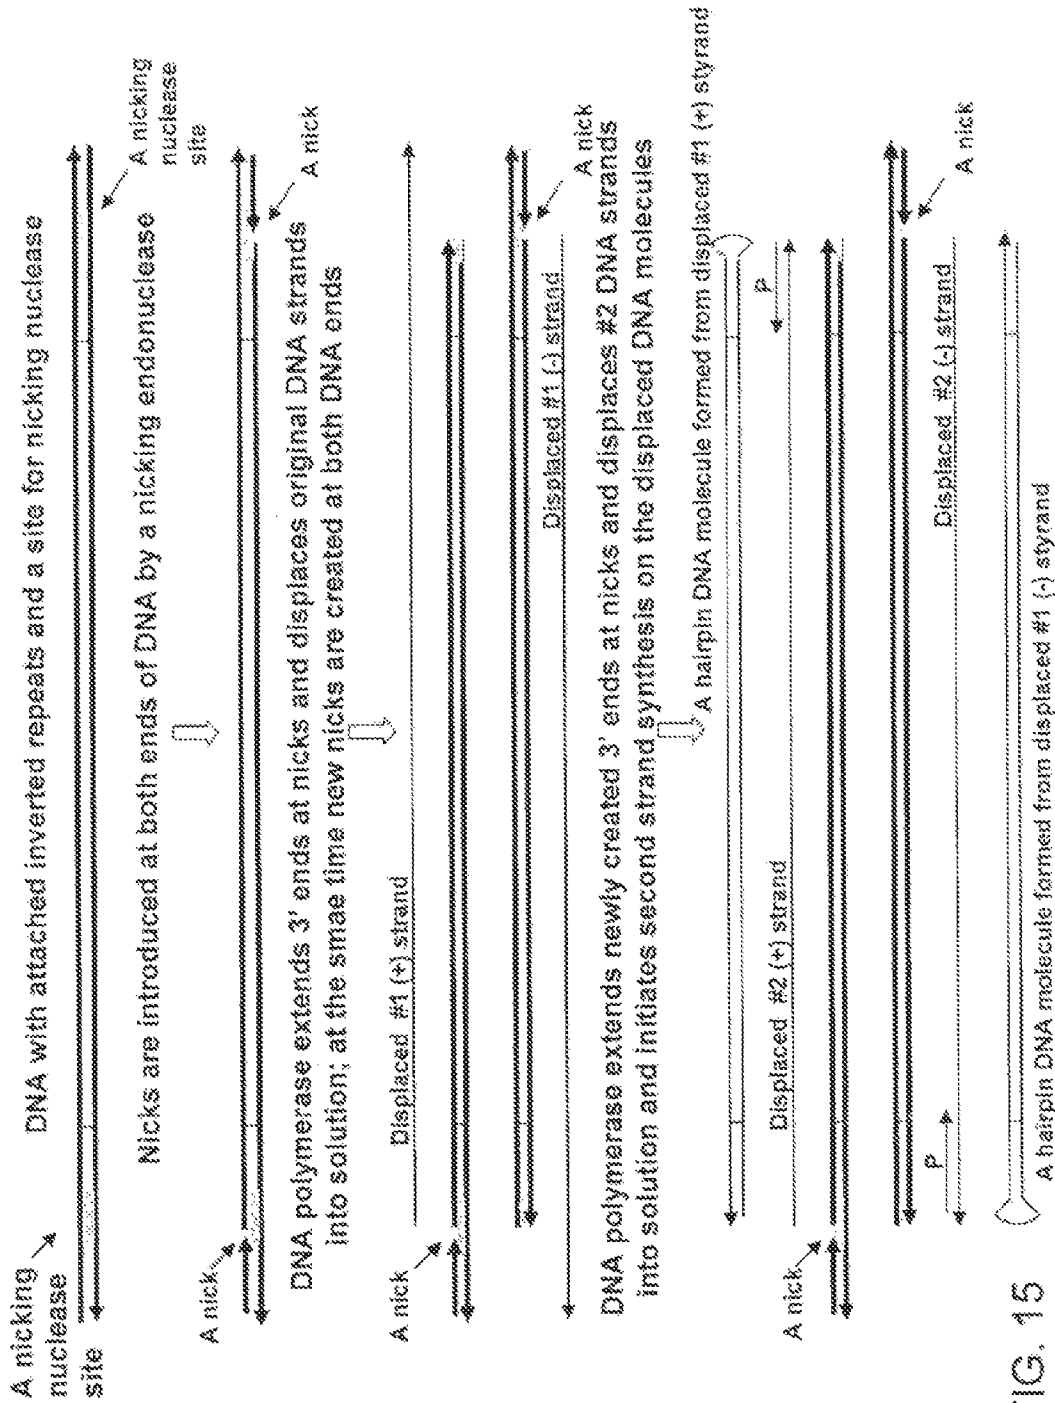 A nicking
nuclease
site
DNA with attached inverted repeats and a site for nicking nuclease
A nicking
nuclease
site
Nicks are introduced at both ends of DNA by a nicking endonuclease
A nick
A nick
DNA polymerase extends 3' ends at nicks and displaces original DNA strands
into solution; at the smae time new nicks are created at both DNA ends
Displaced #1 (+) strand
A nick
A nick
Displaced #1 (-) strand
DNA polymerase extends newly created 3' ends at nicks and displaces #2 DNA strands
into solution and initiates second strand synthesis on the displaced DNA molecules
A hairpin DNA molecule formed from displaced #1 (+) styrand
P
Displaced #2 (+) strand
A nick
A nick
Displaced #2 (-) strand
P
A hairpin DNA molecule formed from displaced #1 (-) styrand
FIG. 15